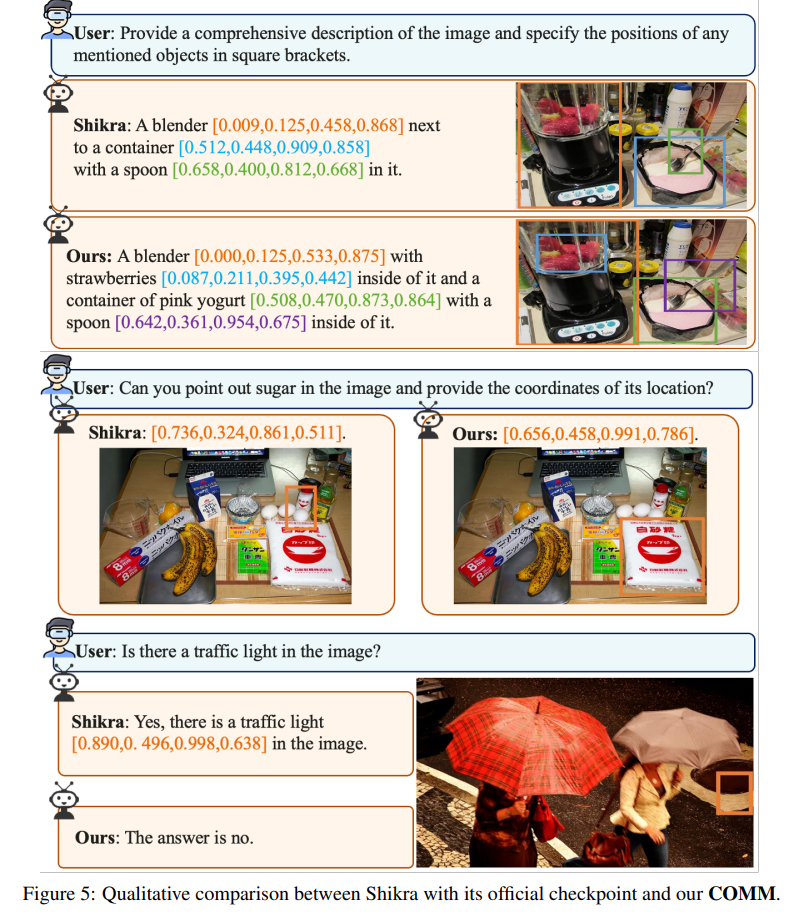 User: Provide a comprehensive description of the image and specify the positions of any
mentioned objects in square brackets.
Shikra: A blender [0.009,0.125,0.458,0.868] next
to a container [0.512,0.448,0.909,0.858]
with a spoon [0.658,0.400,0.812,0.668] in it.
Ours: A blender [0.000,0.125,0.533,0.875] with
strawberries [0.087,0.211,0.395,0.442] inside of it and a
container of pink yogurt [0.508,0.470,0.873,0.864] with a
spoon [0.642,0.361,0.954,0.675] inside of it.
User: Can you point out sugar in the image and provide the coordinates of its location?
Shikra: [0.736,0.324,0.861,0.511].
Ours: [0.656,0.458,0.991,0.786].
User: Is there a traffic light in the image?
Shikra: Yes, there is a traffic light
[0.890,0. 496,0.998,0.638] in the image.
Ours: The answer is no.
Figure 5: Qualitative comparison between Shikra with its official checkpoint and our COMM.